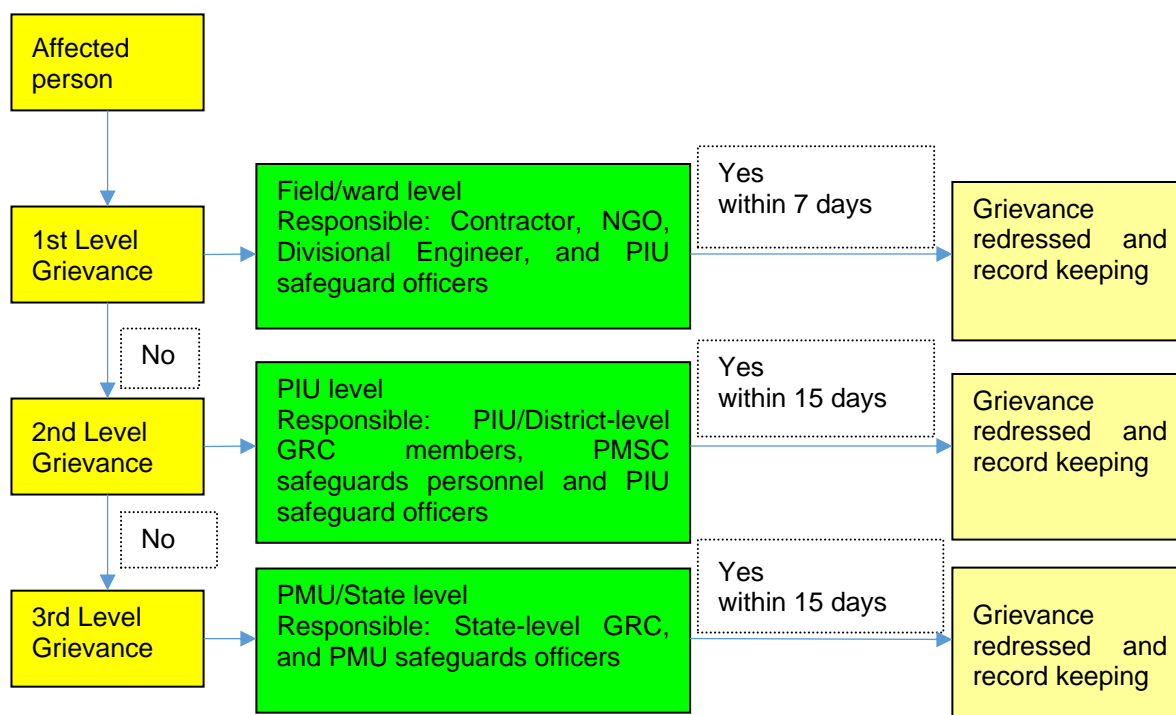 Affected
person
1st Level
Grievance
Field/ward level
Responsible: Contractor, NGO,
Divisional Engineer, and PIU
safeguard officers
Yes
within 7 days
Grievance
redressed and
record keeping
No
2nd Level
Grievance
PIU level
Responsible: PIU/District-level
GRC members, PMSC
safeguards personnel and PIU
safeguard officers
Yes
within 15 days
Grievance
redressed and
record keeping
No
3rd Level
Grievance
PMU/State level
Responsible: State-level GRC,
and PMU safeguards officers
Yes
within 15 days
Grievance
redressed and
record keeping